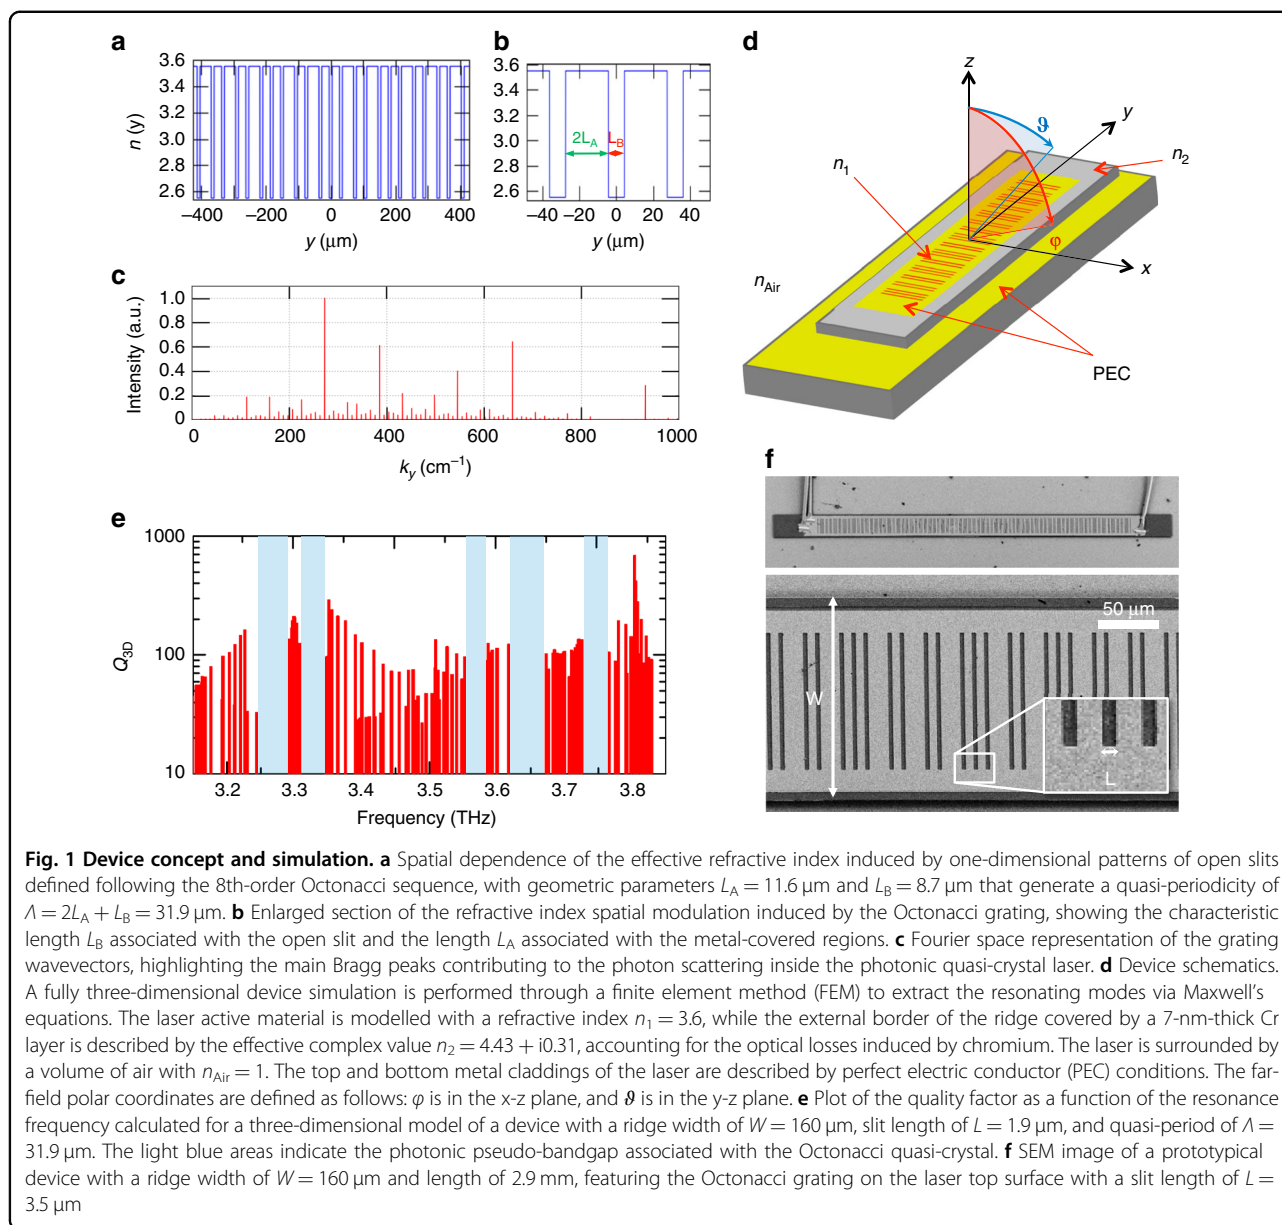 a
3.6
3.4
3.2
3.0
2.8
2.6
n (y)
−400
−200
0
200
400
y (μm)
b
3.6
3.4
3.2
3.0
2.8
2.6
2L_A
L_B
−40
−20
0
20
40
y (μm)
c
1.0
0.8
0.6
0.4
0.2
0
Intensity (a.u.)
0
200
400
600
800
1000
k_y (cm⁻¹)
d
z
y
x
ϑ
φ
n₁
n₂
n_Air
PEC
e
1000
100
10
Q_3D
3.2
3.3
3.4
3.5
3.6
3.7
3.8
Frequency (THz)
f
50 μm
W
L
Fig. 1 Device concept and simulation. a Spatial dependence of the effective refractive index induced by one-dimensional patterns of open slits
defined following the 8th-order Octonacci sequence, with geometric parameters L_A = 11.6 μm and L_B = 8.7 μm that generate a quasi-periodicity of
Λ = 2L_A + L_B = 31.9 μm. b Enlarged section of the refractive index spatial modulation induced by the Octonacci grating, showing the characteristic
length L_B associated with the open slit and the length L_A associated with the metal-covered regions. c Fourier space representation of the grating
wavevectors, highlighting the main Bragg peaks contributing to the photon scattering inside the photonic quasi-crystal laser. d Device schematics.
A fully three-dimensional device simulation is performed through a finite element method (FEM) to extract the resonating modes via Maxwell's
equations. The laser active material is modelled with a refractive index n₁ = 3.6, while the external border of the ridge covered by a 7-nm-thick Cr
layer is described by the effective complex value n₂ = 4.43 + i0.31, accounting for the optical losses induced by chromium. The laser is surrounded by
a volume of air with n_Air = 1. The top and bottom metal claddings of the laser are described by perfect electric conductor (PEC) conditions. The far-
field polar coordinates are defined as follows: φ is in the x-z plane, and ϑ is in the y-z plane. e Plot of the quality factor as a function of the resonance
frequency calculated for a three-dimensional model of a device with a ridge width of W = 160 μm, slit length of L = 1.9 μm, and quasi-period of Λ =
31.9 μm. The light blue areas indicate the photonic pseudo-bandgap associated with the Octonacci quasi-crystal. f SEM image of a prototypical
device with a ridge width of W = 160 μm and length of 2.9 mm, featuring the Octonacci grating on the laser top surface with a slit length of L =
3.5 μm